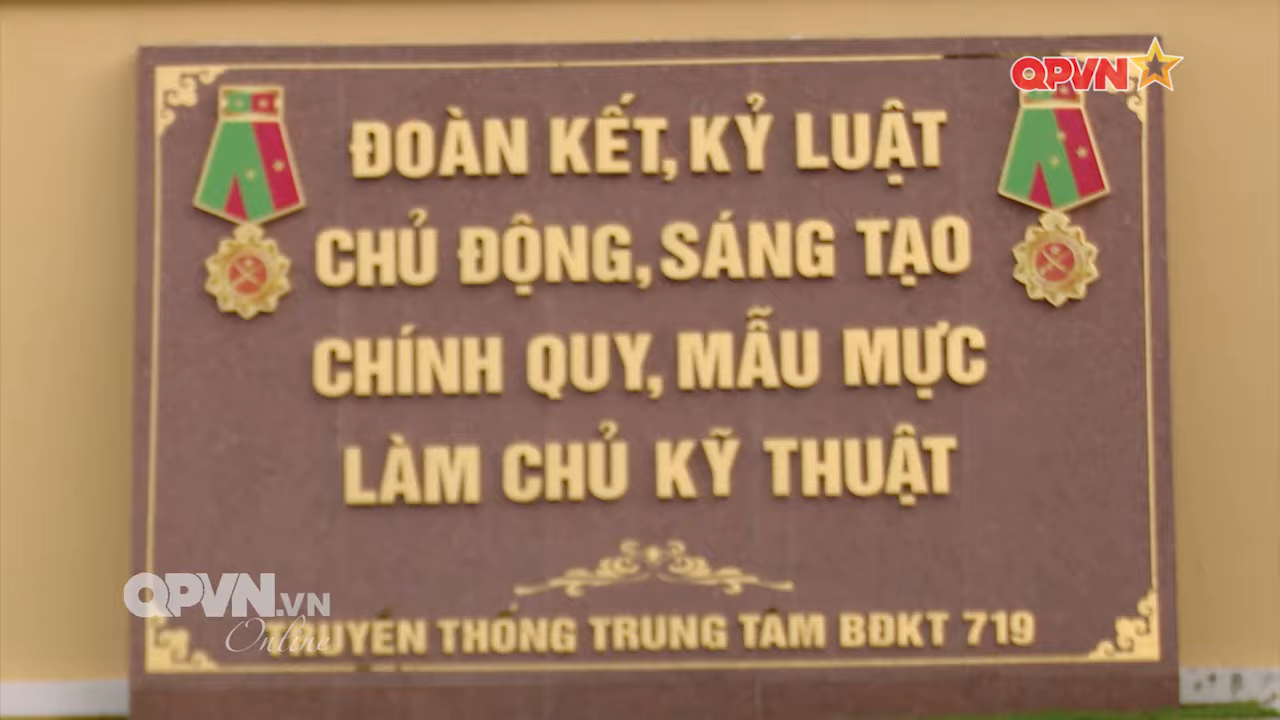 QPVN
ĐOÀN KẾT, KỶ LUẬT
CHỦ ĐỘNG, SÁNG TẠO
CHÍNH QUY, MẪU MỰC
LÀM CHỦ KỸ THUẬT
QPVN.VN
Online
TRUYỀN THỐNG TRUNG TÂM BĐKT 719